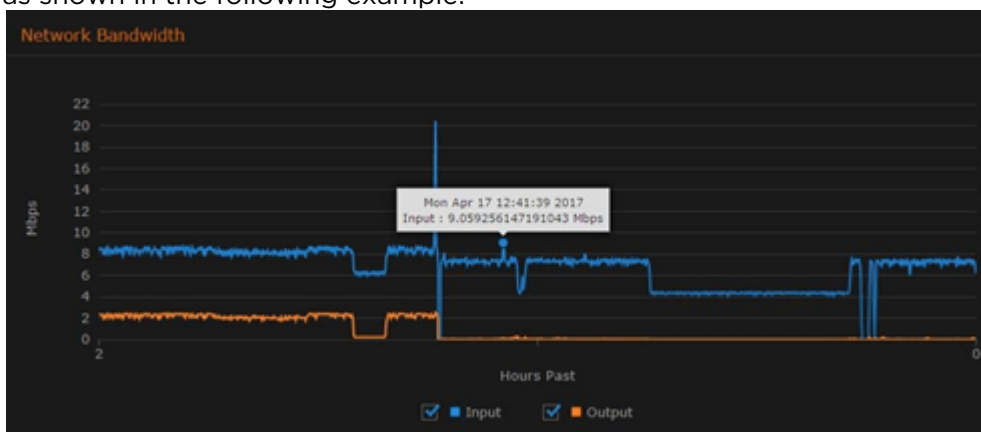 as shown in the following example:
Network Bandwidth
22
20
18
16
14
12
10
8
6
4
2
0
Mbps
Mon Apr 17 12:41:39 2017
Input : 9.059256147191043 Mbps
2
0
Hours Past
Input
Output